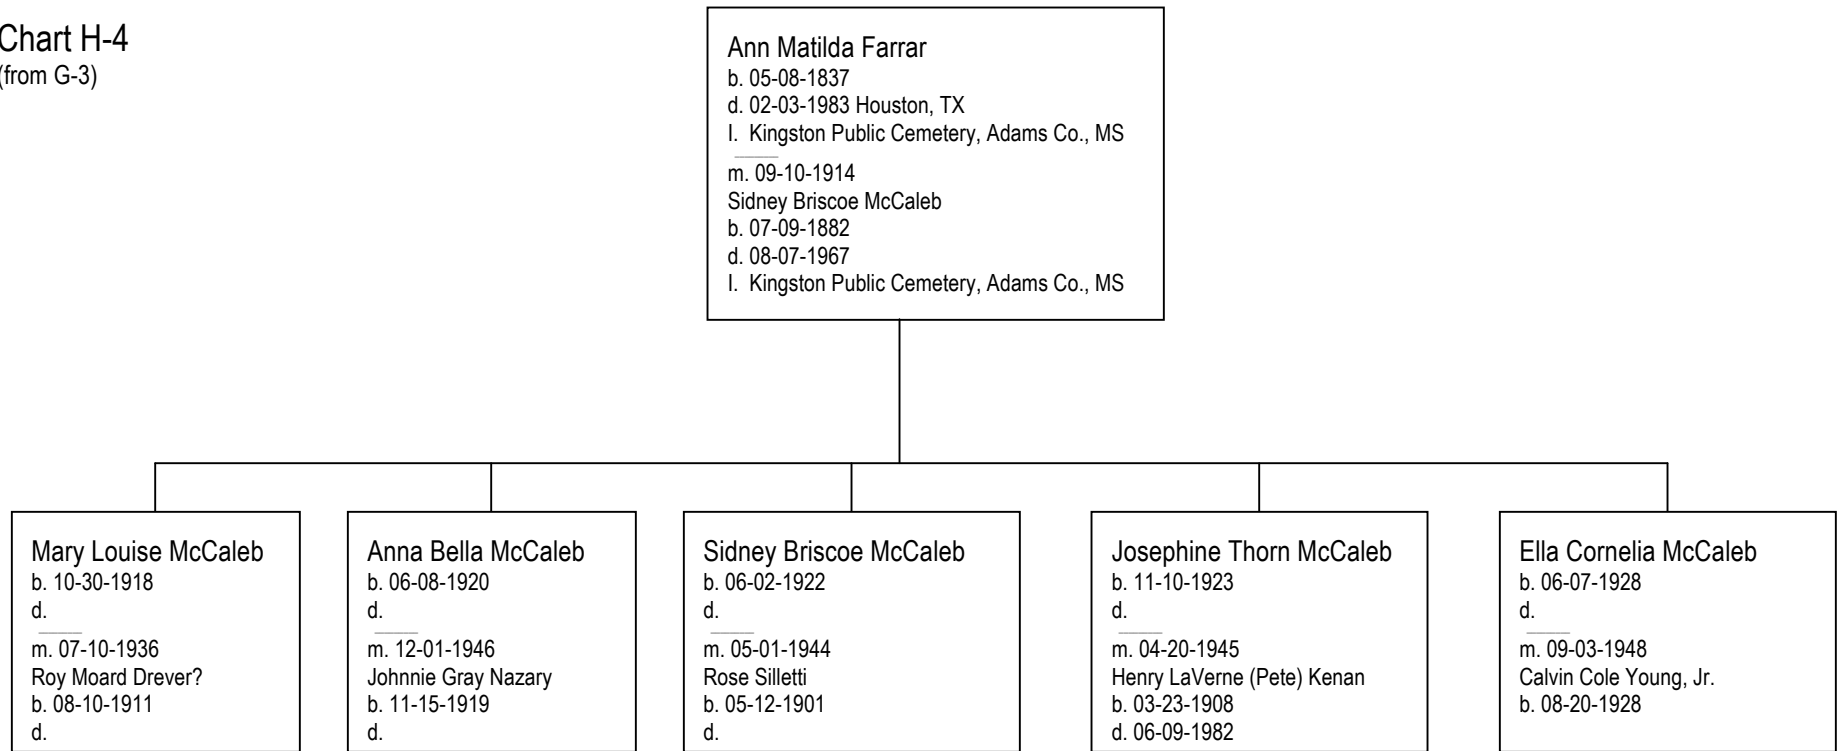 Chart H-4
(from G-3)
Ann Matilda Farrar
b. 05-08-1837
d. 02-03-1983 Houston, TX
I. Kingston Public Cemetery, Adams Co., MS
m. 09-10-1914
Sidney Briscoe McCaleb
b. 07-09-1882
d. 08-07-1967
I. Kingston Public Cemetery, Adams Co., MS
Mary Louise McCaleb
b. 10-30-1918
d.
m. 07-10-1936
Roy Moard Drever?
b. 08-10-1911
d.
Anna Bella McCaleb
b. 06-08-1920
d.
m. 12-01-1946
Johnnie Gray Nazary
b. 11-15-1919
d.
Sidney Briscoe McCaleb
b. 06-02-1922
d.
m. 05-01-1944
Rose Silletti
b. 05-12-1901
d.
Josephine Thorn McCaleb
b. 11-10-1923
d.
m. 04-20-1945
Henry LaVerne (Pete) Kenan
b. 03-23-1908
d. 06-09-1982
Ella Cornelia McCaleb
b. 06-07-1928
d.
m. 09-03-1948
Calvin Cole Young, Jr.
b. 08-20-1928